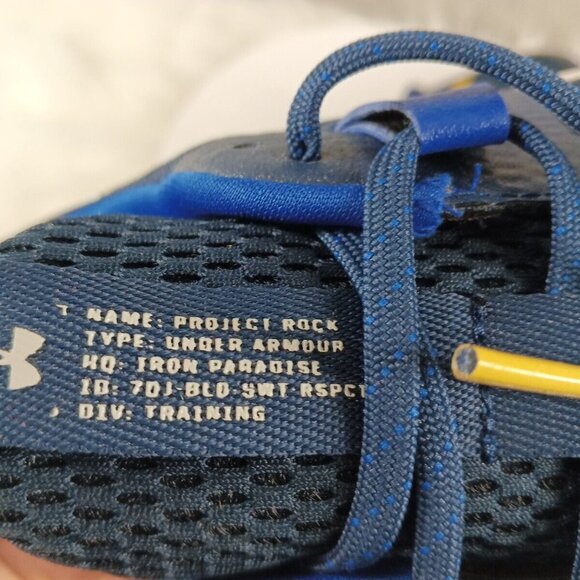 NAME: PROJECT ROCK
TYPE: UNDER ARMOUR
HQ: IRON PARADISE
ID: 7DJ-BLD SWT RSPCT
DIV: TRAINING